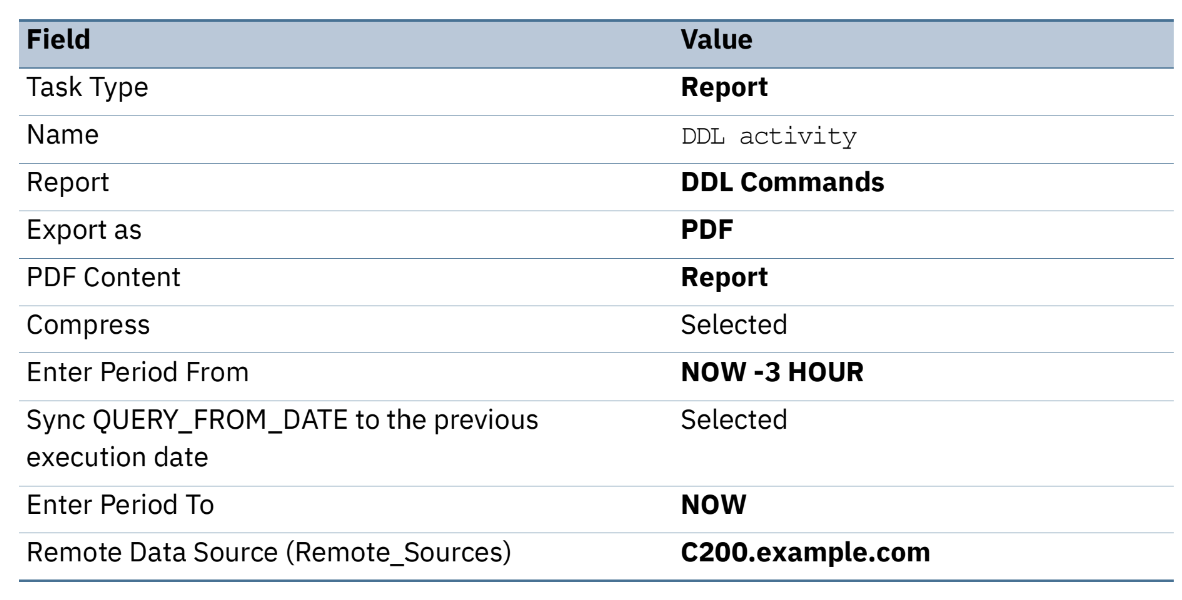 Field Value
Task Type Report
Name DDL activity
Report DDL Commands
Export as PDF
PDF Content Report
Compress Selected
Enter Period From NOW -3 HOUR
Sync QUERY_FROM_DATE to the previous Selected
execution date
Enter Period To NOW
Remote Data Source (Remote_Sources) C200.example.com